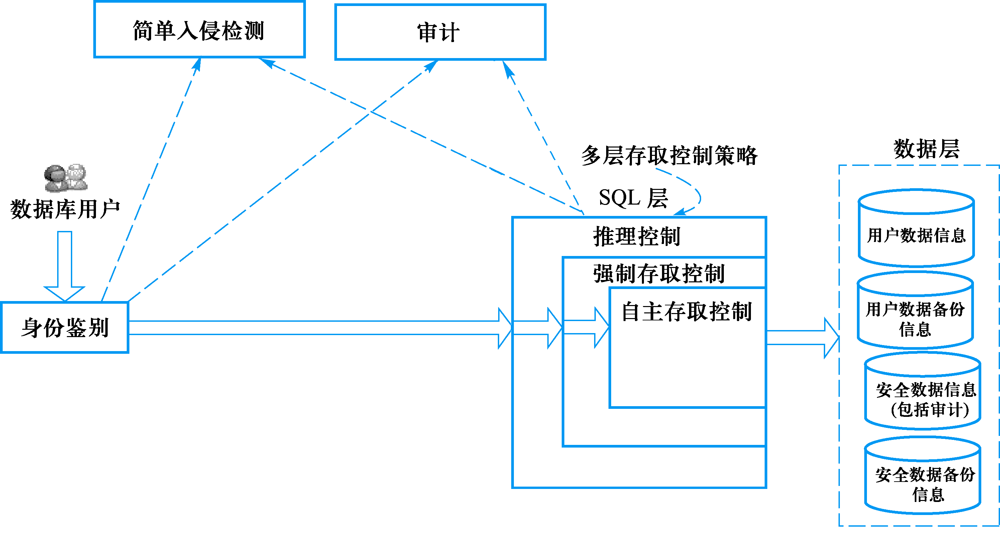 简单入侵检测
审计
多层存取控制策略
数据层
SQL 层
数据库用户
推理控制
用户数据信息
强制存取控制
自主存取控制
用户数据备份
信息
身份鉴别
安全数据信息
(包括审计)
安全数据备份
信息